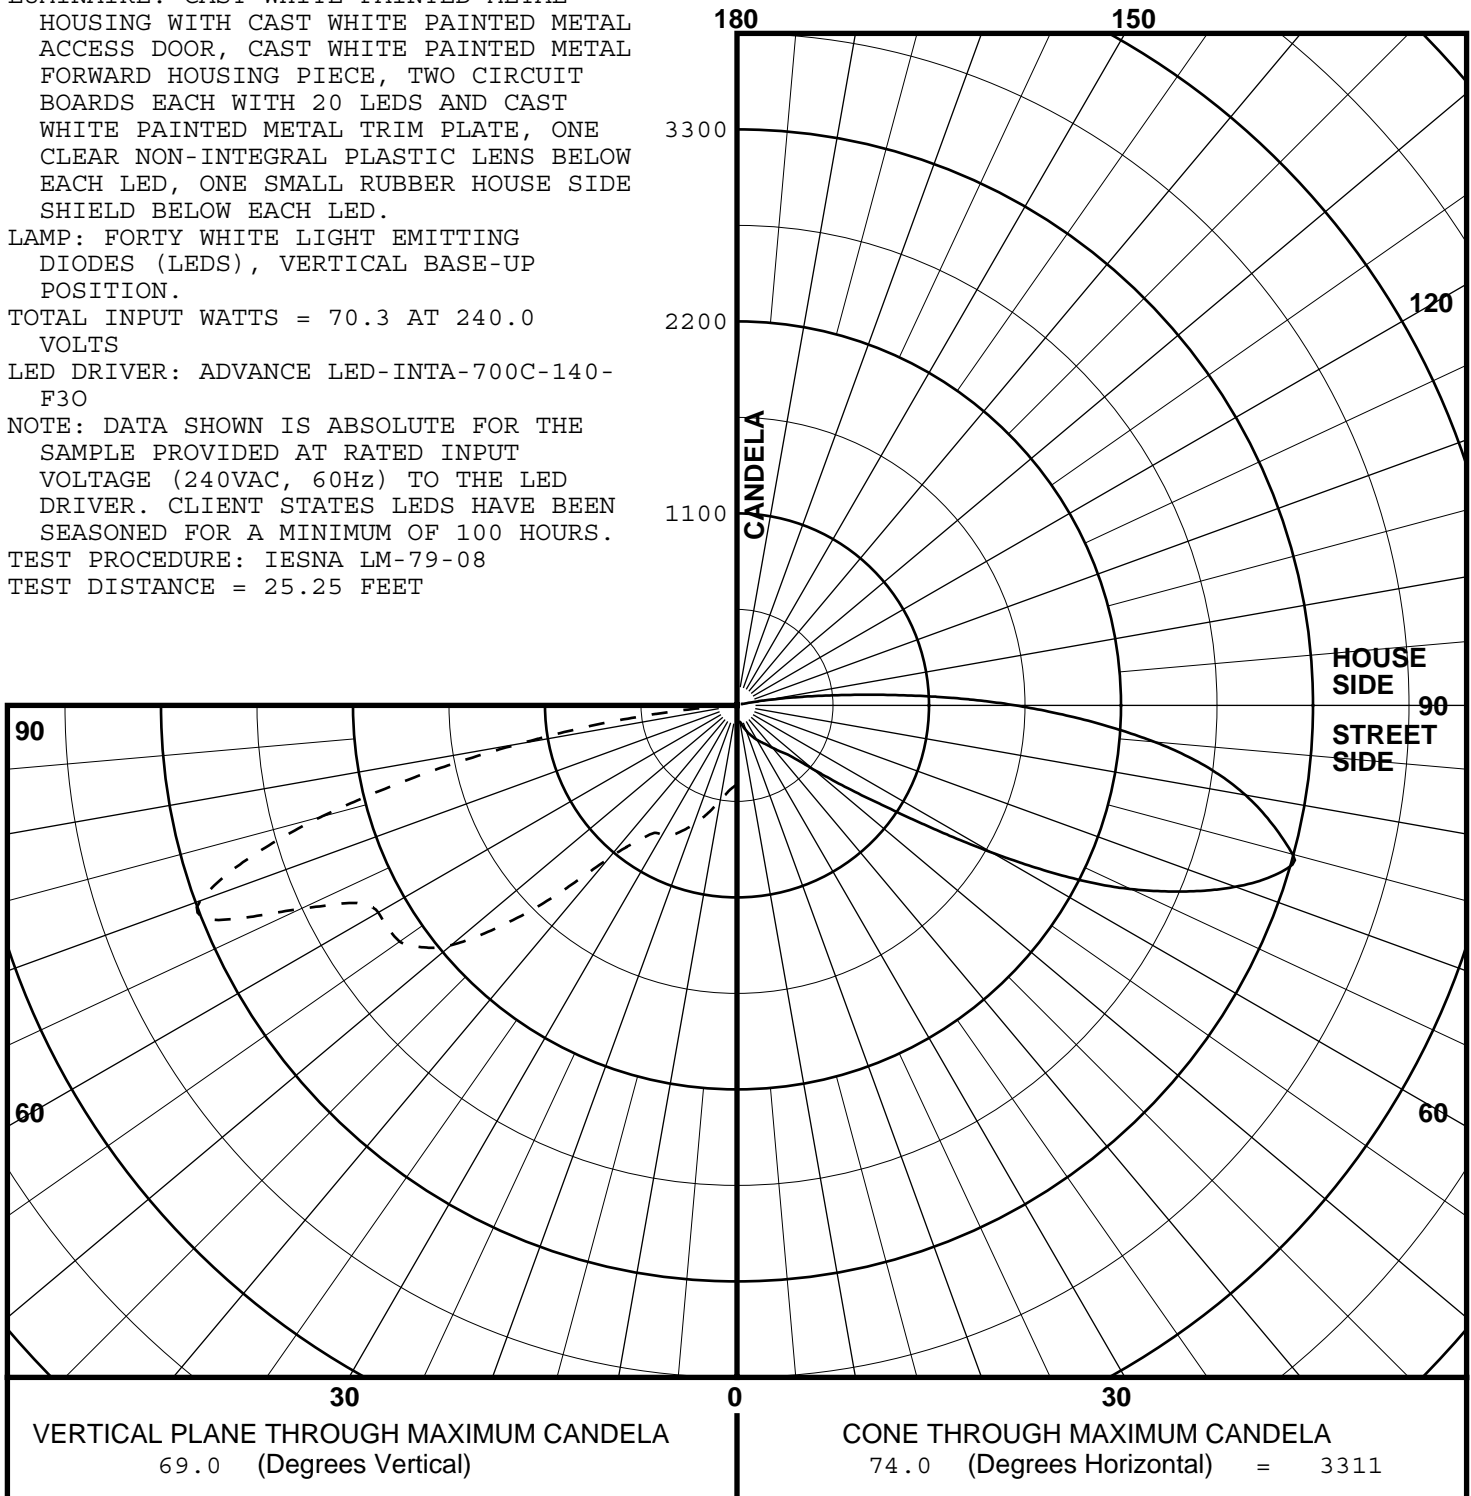 LUMINAIRE: CAST WHITE PAINTED METAL
HOUSING WITH CAST WHITE PAINTED METAL
ACCESS DOOR, CAST WHITE PAINTED METAL
FORWARD HOUSING PIECE, TWO CIRCUIT
BOARDS EACH WITH 20 LEDS AND CAST
WHITE PAINTED METAL TRIM PLATE, ONE
CLEAR NON-INTEGRAL PLASTIC LENS BELOW
EACH LED, ONE SMALL RUBBER HOUSE SIDE
SHIELD BELOW EACH LED.
LAMP: FORTY WHITE LIGHT EMITTING
DIODES (LEDS), VERTICAL BASE-UP
POSITION.
TOTAL INPUT WATTS = 70.3 AT 240.0
VOLTS
LED DRIVER: ADVANCE LED-INTA-700C-140-
F3O
NOTE: DATA SHOWN IS ABSOLUTE FOR THE
SAMPLE PROVIDED AT RATED INPUT
VOLTAGE (240VAC, 60Hz) TO THE LED
DRIVER. CLIENT STATES LEDS HAVE BEEN
SEASONED FOR A MINIMUM OF 100 HOURS.
TEST PROCEDURE: IESNA LM-79-08
TEST DISTANCE = 25.25 FEET
180
150
3300
120
2200
CANDELA
1100
HOUSE
SIDE
90
90
STREET
SIDE
60
60
30
0
30
VERTICAL PLANE THROUGH MAXIMUM CANDELA
69.0 (Degrees Vertical)
CONE THROUGH MAXIMUM CANDELA
74.0 (Degrees Horizontal) = 3311